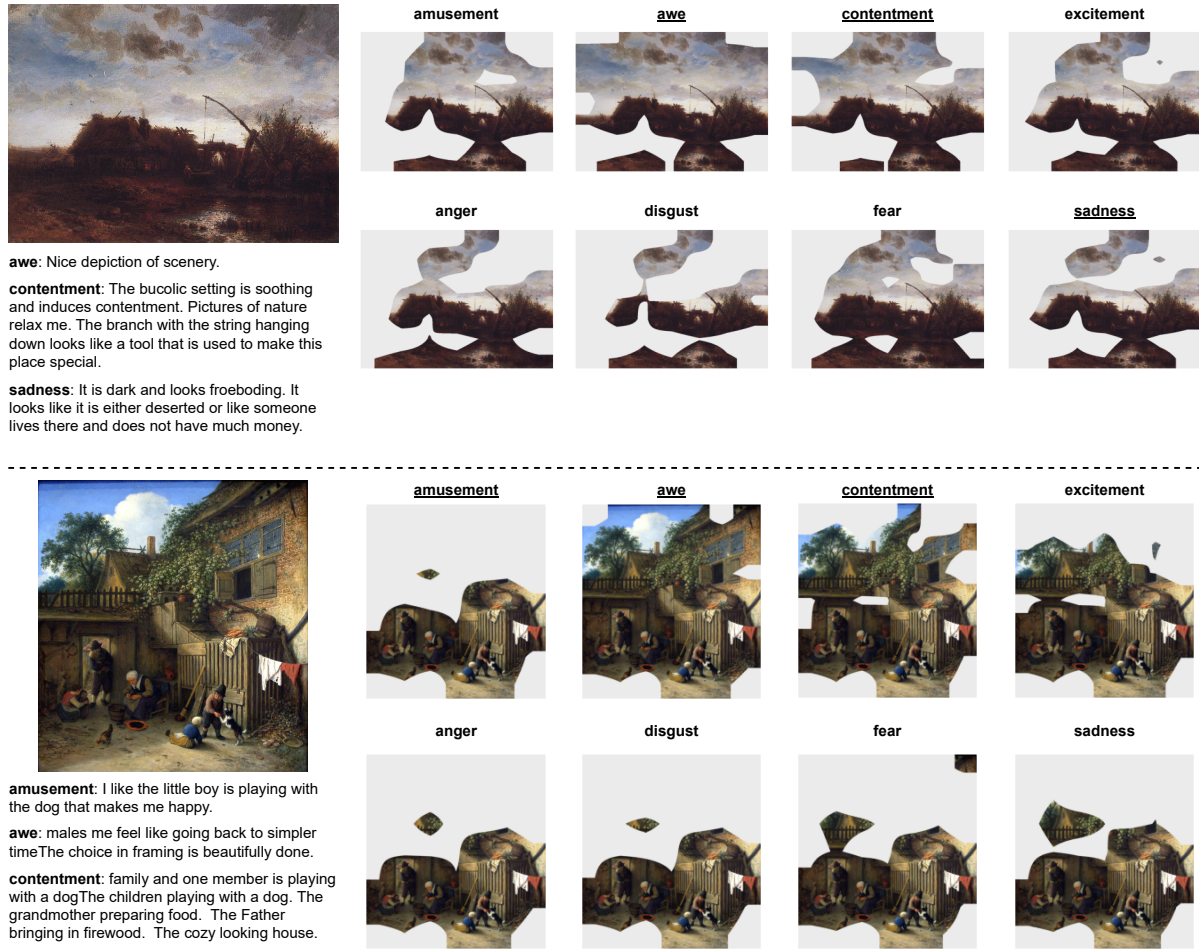 amusement
awe
contentment
excitement
anger
disgust
fear
sadness
awe: Nice depiction of scenery.
contentment: The bucolic setting is soothing
and induces contentment. Pictures of nature
relax me. The branch with the string hanging
down looks like a tool that is used to make this
place special.
sadness: It is dark and looks froeboding. It
looks like it is either deserted or like someone
lives there and does not have much money.
amusement
awe
contentment
excitement
anger
disgust
fear
sadness
amusement: I like the little boy is playing with
the dog that makes me happy.
awe: males me feel like going back to simpler
timeThe choice in framing is beautifully done.
contentment: family and one member is playing
with a dogThe children playing with a dog. The
grandmother preparing food.  The Father
bringing in firewood.  The cozy looking house.